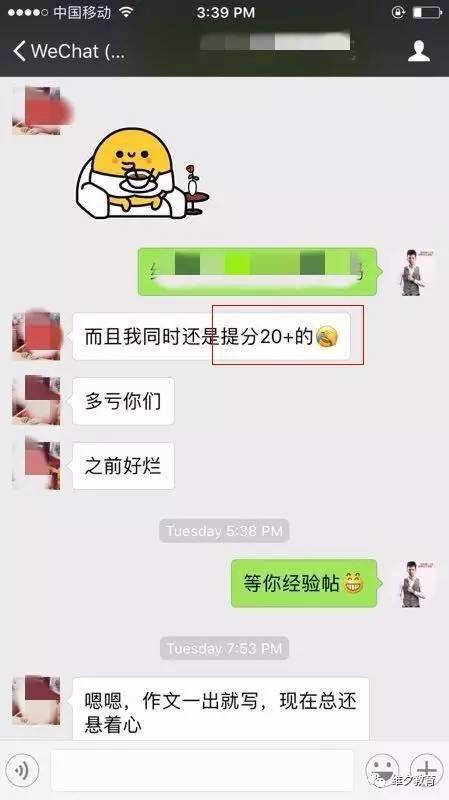 中国移动
3:39 PM
WeChat (...
而且我同时还是提分20+的
多亏你们
之前好烂
Tuesday 5:38 PM
等你经验帖
Tuesday 7:53 PM
嗯嗯，作文一出就写，现在总还
悬着心
维夕教育